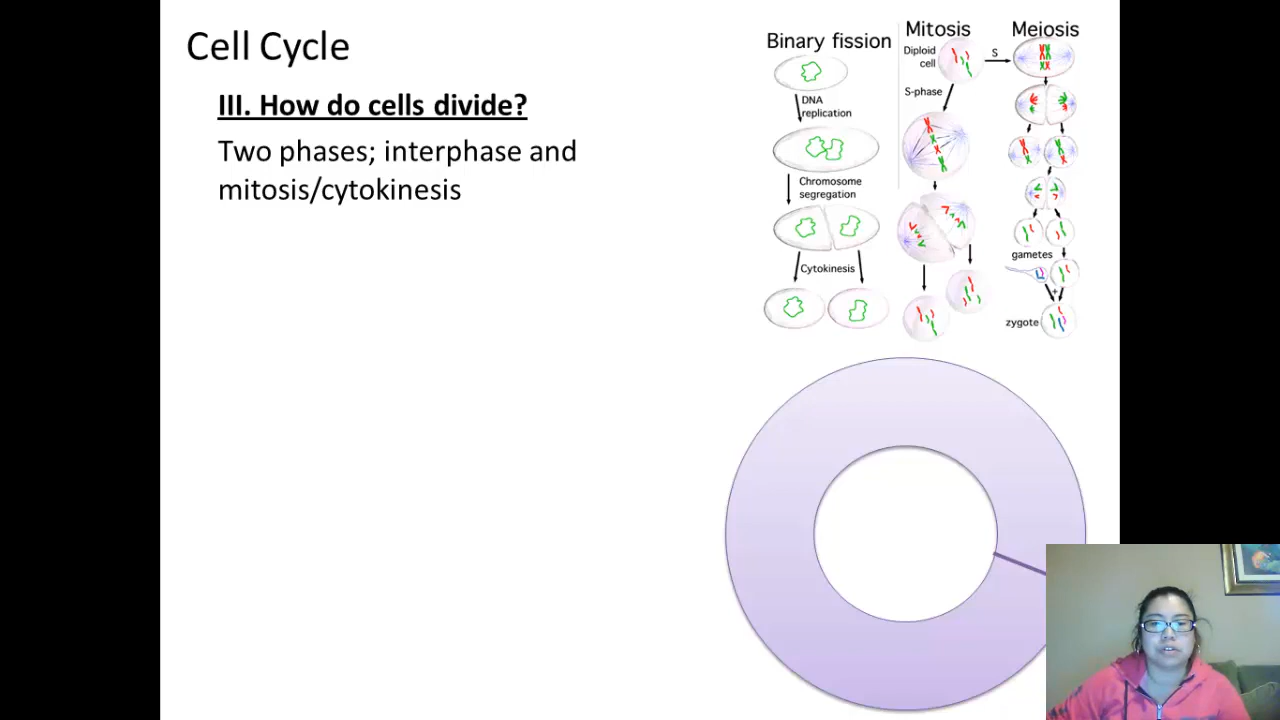 Cell Cycle
III. How do cells divide?
Two phases; interphase and
mitosis/cytokinesis
Binary fission
DNA
replication
Chromosome
segregation
Cytokinesis
Mitosis
Diploid
cell
S-phase
S
Meiosis
gametes
+
zygote